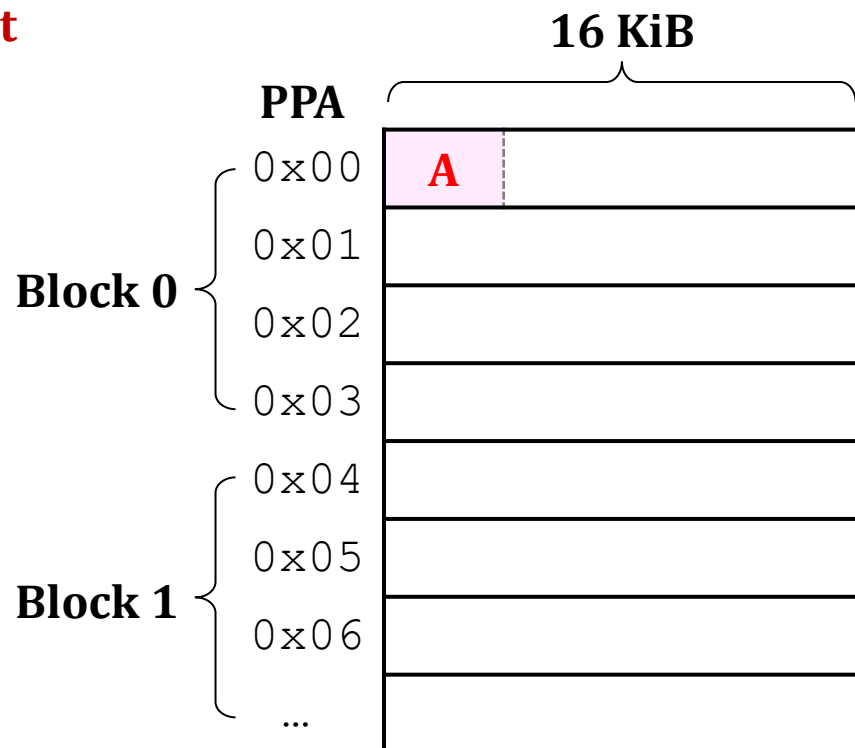 t
16 KiB
PPA
0x00 A
0x01
Block 0
0x02
0x03
0x04
0x05
Block 1
0x06
...